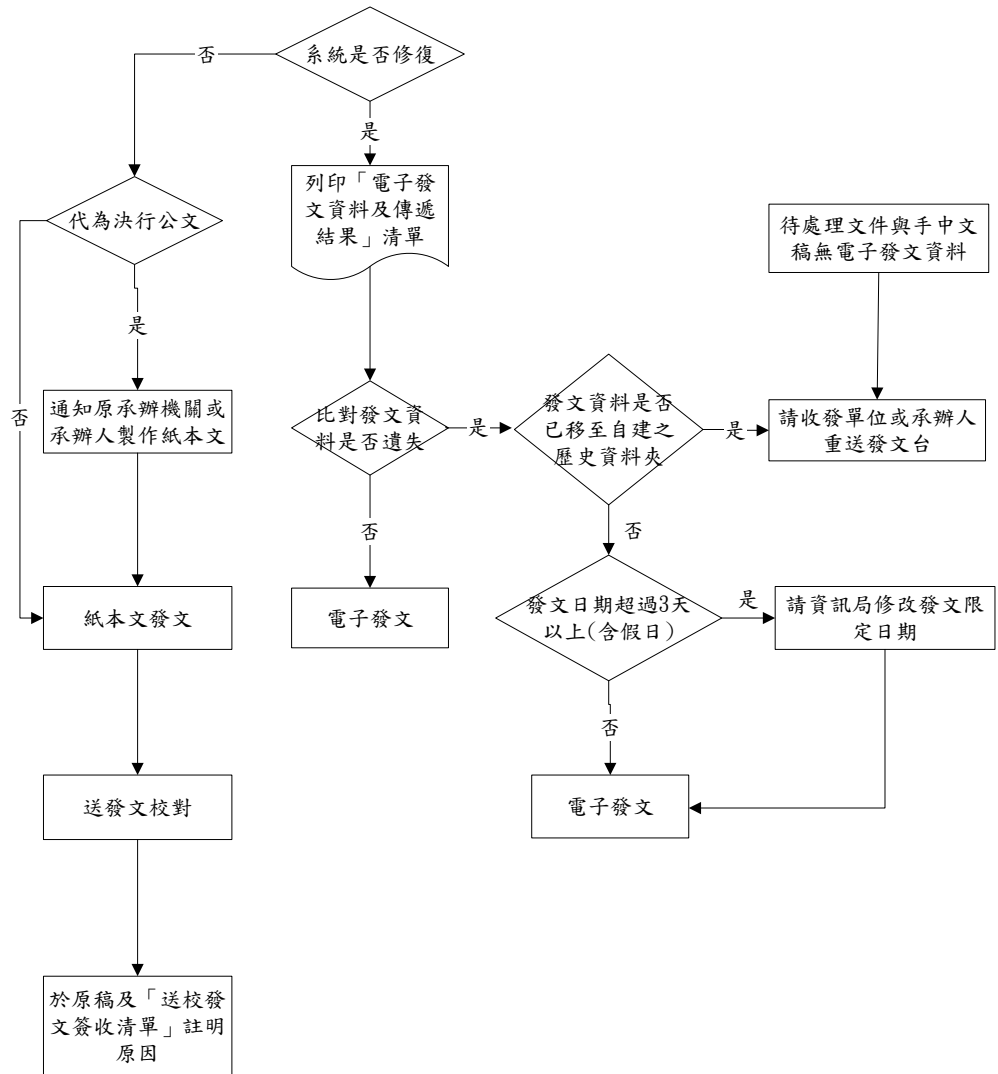 系統是否修復
否
是
代為決行公文
列印「電子發
文資料及傳遞
結果」清單
待處理文件與手中文
稿無電子發文資料
是
否
通知原承辦機關或
承辦人製作紙本文
比對發文資
料是否遺失
是
發文資料是否
已移至自建之
歷史資料夾
是
請收發單位或承辦人
重送發文台
否
否
紙本文發文
電子發文
發文日期超過3天
以上(含假日)
是
請資訊局修改發文限
定日期
否
送發文校對
電子發文
於原稿及「送校發
文簽收清單」註明
原因